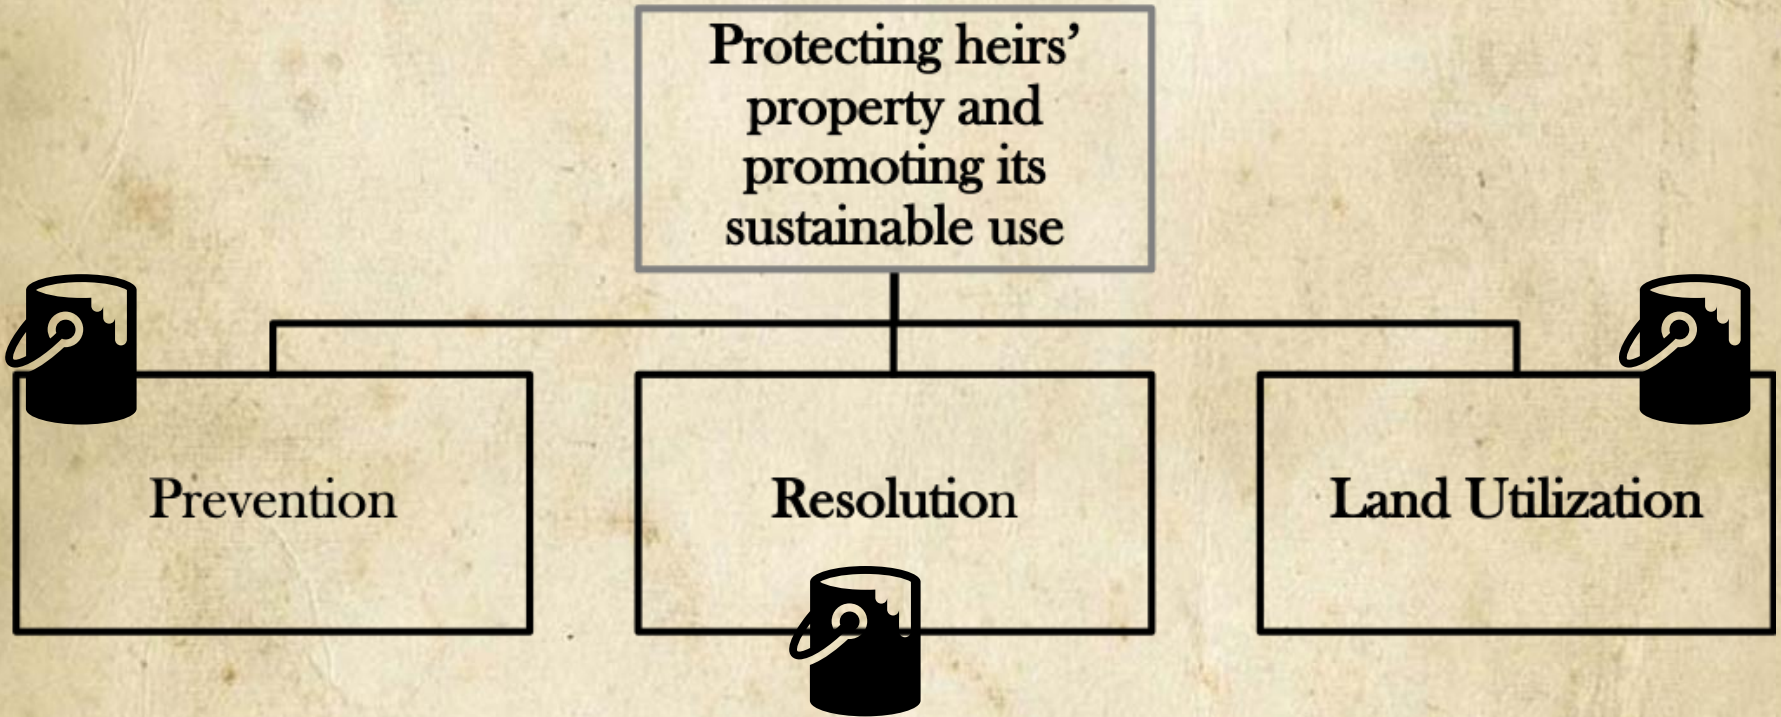 Protecting heirs’
property and
promoting its
sustainable use
Prevention
Resolution
Land Utilization